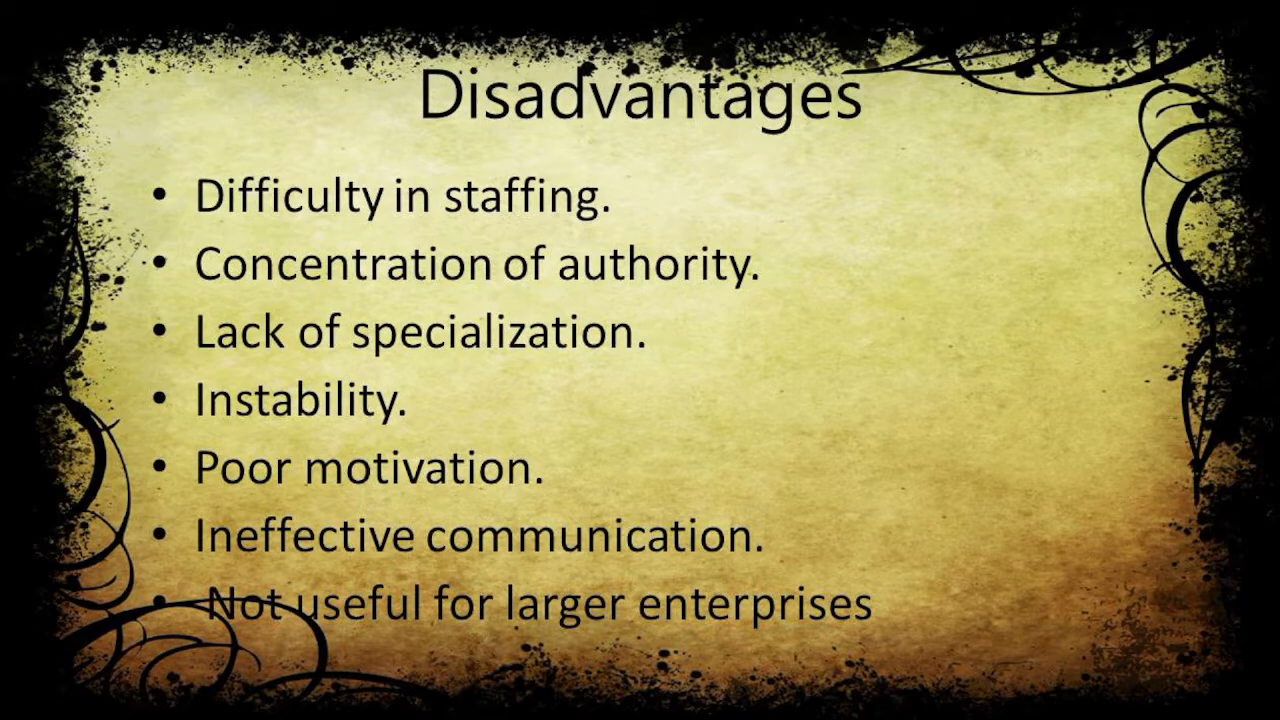 Disadvantages
• Difficulty in staffing.
• Concentration of authority.
• Lack of specialization.
• Instability.
• Poor motivation.
• Ineffective communication.
• Not useful for larger enterprises